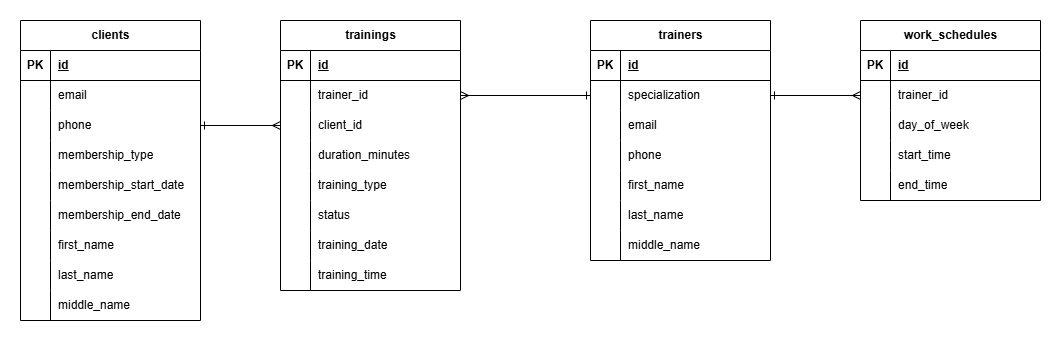 clients
PK id
email
phone
membership_type
membership_start_date
membership_end_date
first_name
last_name
middle_name
trainings
PK id
trainer_id
client_id
duration_minutes
training_type
status
training_date
training_time
trainers
PK id
specialization
email
phone
first_name
last_name
middle_name
work_schedules
PK id
trainer_id
day_of_week
start_time
end_time